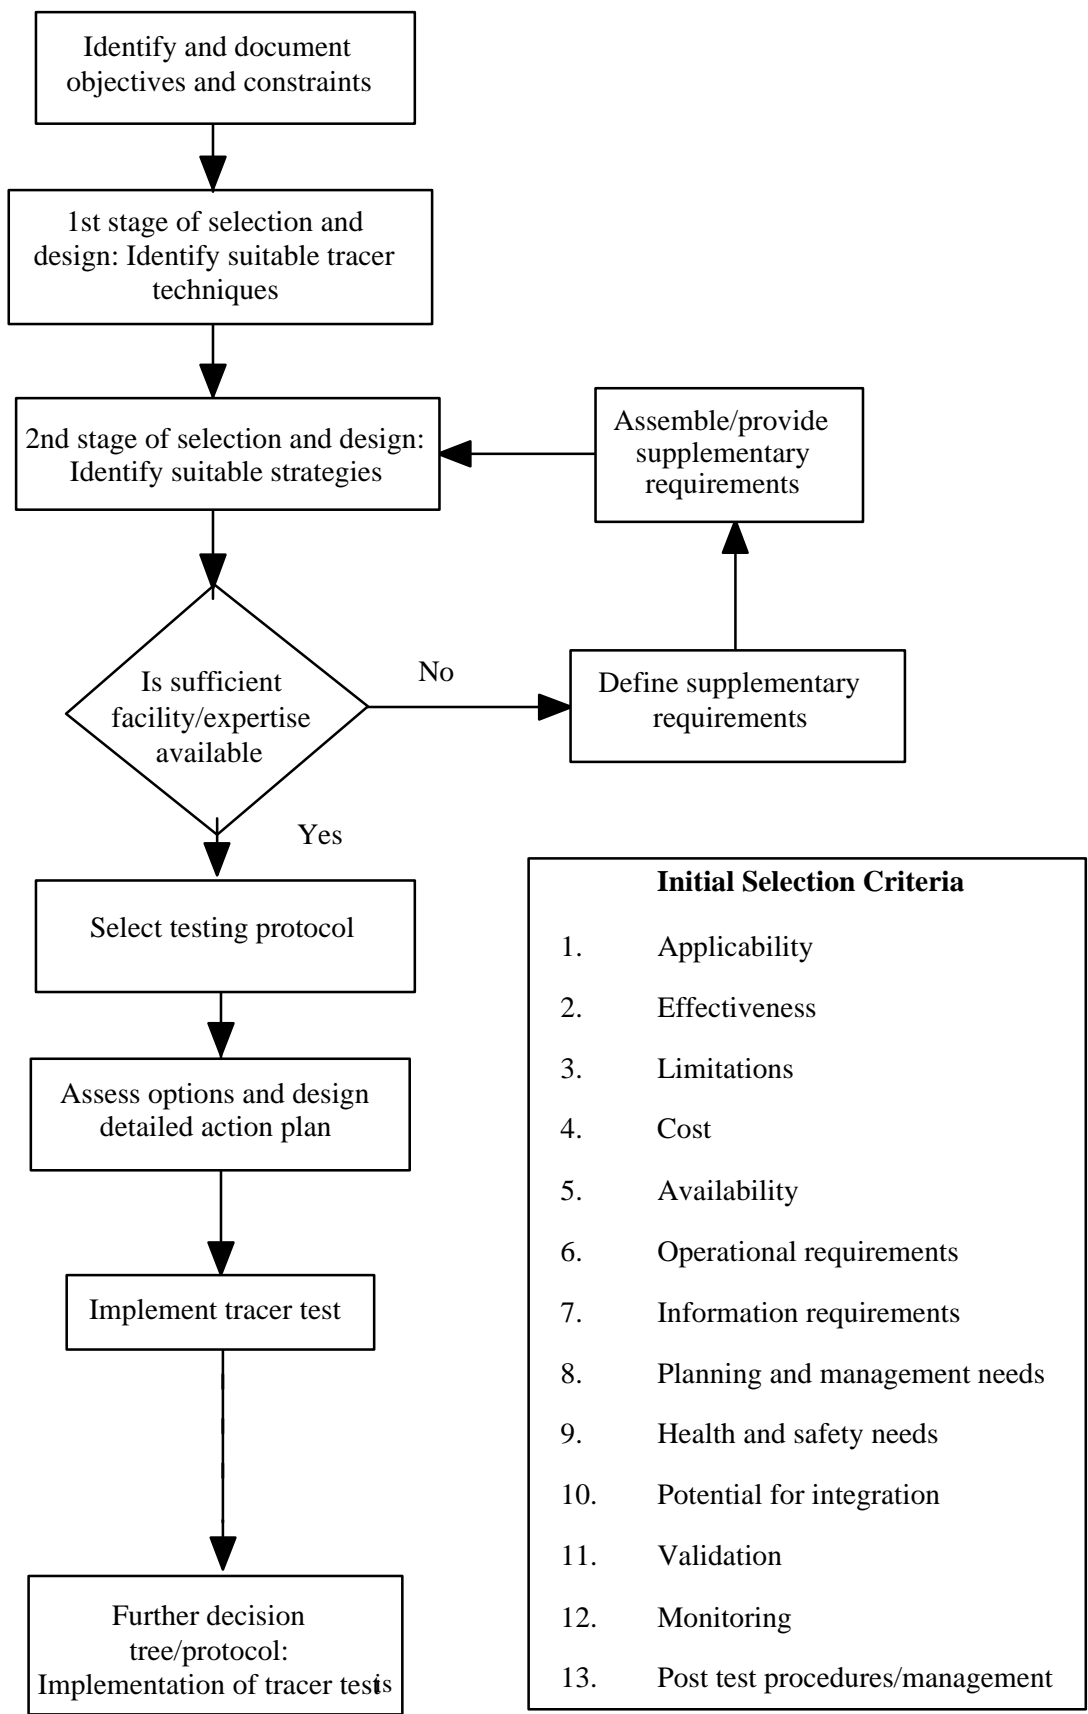 Identify and document
objectives and constraints
1st stage of selection and
design: Identify suitable tracer
techniques
2nd stage of selection and design:
Identify suitable strategies
Assemble/provide
supplementary
requirements
Is sufficient
facility/expertise
available
No
Define supplementary
requirements
Yes
Select testing protocol
Assess options and design
detailed action plan
Implement tracer test
Further decision
tree/protocol:
Implementation of tracer tests
Initial Selection Criteria
1. Applicability
2. Effectiveness
3. Limitations
4. Cost
5. Availability
6. Operational requirements
7. Information requirements
8. Planning and management needs
9. Health and safety needs
10. Potential for integration
11. Validation
12. Monitoring
13. Post test procedures/management